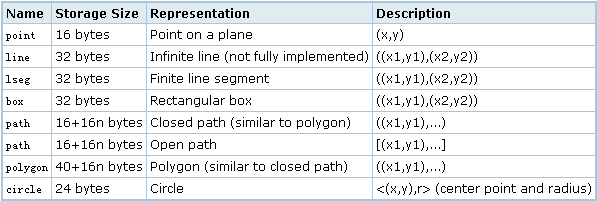 Name Storage Size Representation Description
point 16 bytes Point on a plane (x,y)
line 32 bytes Infinite line (not fully implemented) ((x1,y1),(x2,y2))
lseg 32 bytes Finite line segment ((x1,y1),(x2,y2))
box 32 bytes Rectangular box ((x1,y1),(x2,y2))
path 16+16n bytes Closed path (similar to polygon) ((x1,y1),...)
path 16+16n bytes Open path [(x1,y1),...]
polygon 40+16n bytes Polygon (similar to closed path) ((x1,y1),...)
circle 24 bytes Circle <(x,y),r> (center point and radius)